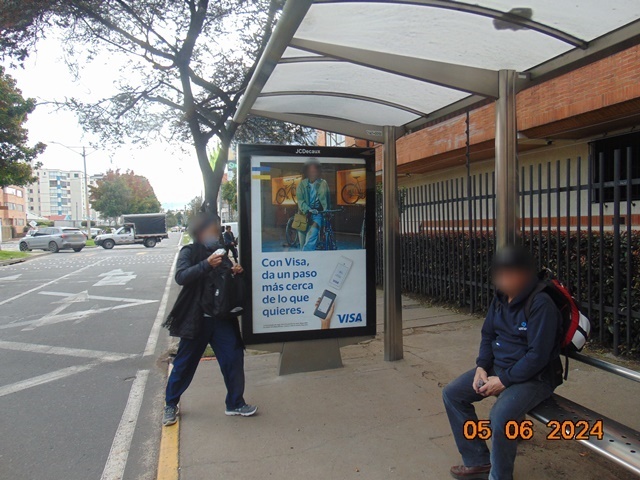 JCDecaux
Con Visa,
da un paso
más cerca
de lo que
quieres.
VISA
05 06 2024